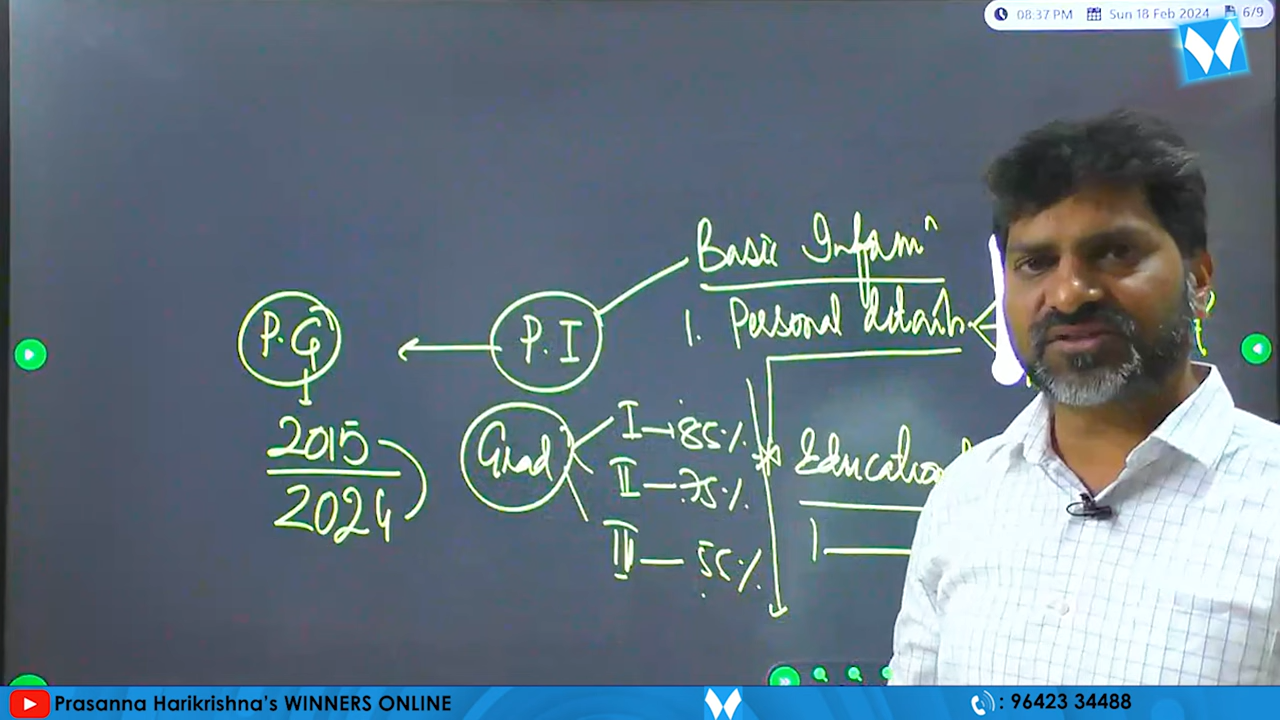 08:37 PM Sun 18 Feb 2024 6/9
W
Basic Inform^n
1. Personal details
P.G
P.I
2015
2024
Grad
I → 85%
II — 75%
III — 55%
Education
1
Prasanna Harikrishna's WINNERS ONLINE
W
: 96423 34488